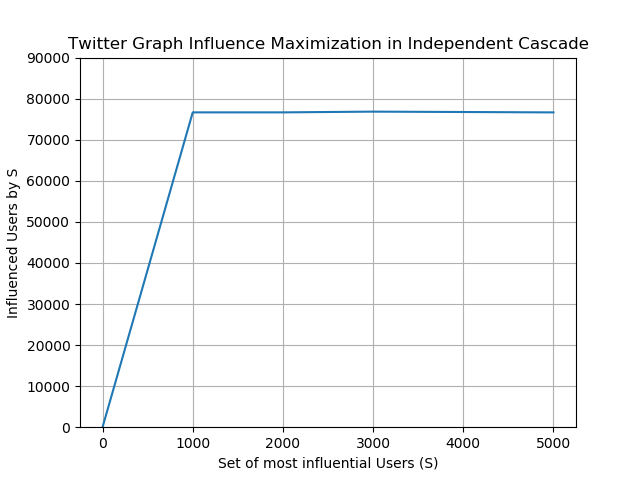 Twitter Graph Influence Maximization in Independent Cascade
90000
80000
70000
60000
50000
40000
30000
20000
10000
0
Influenced Users by S
0 1000 2000 3000 4000 5000
Set of most influential Users (S)